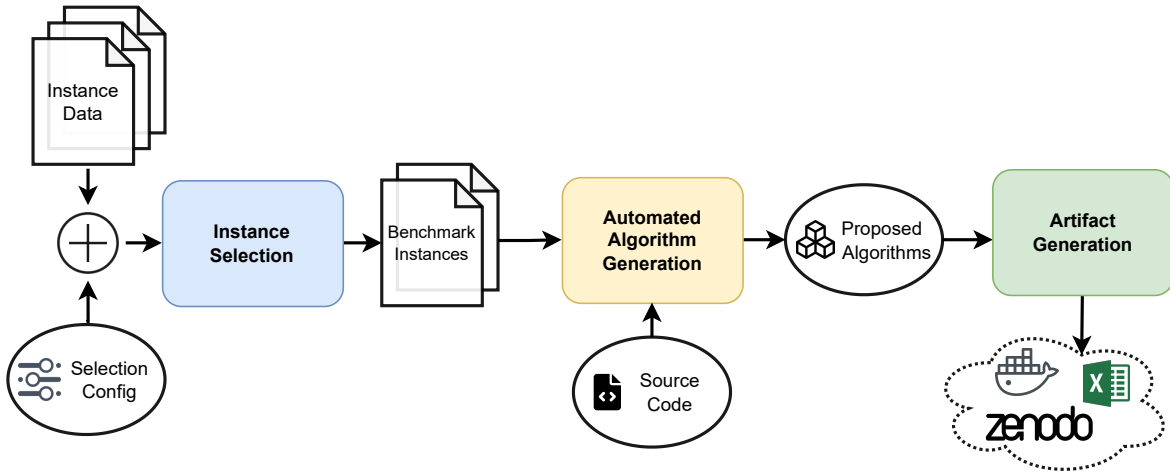 Instance
Data
Selection
Config
Instance
Selection
Benchmark
Instances
Automated
Algorithm
Generation
Source
Code
Proposed
Algorithms
Artifact
Generation
X
zenodo